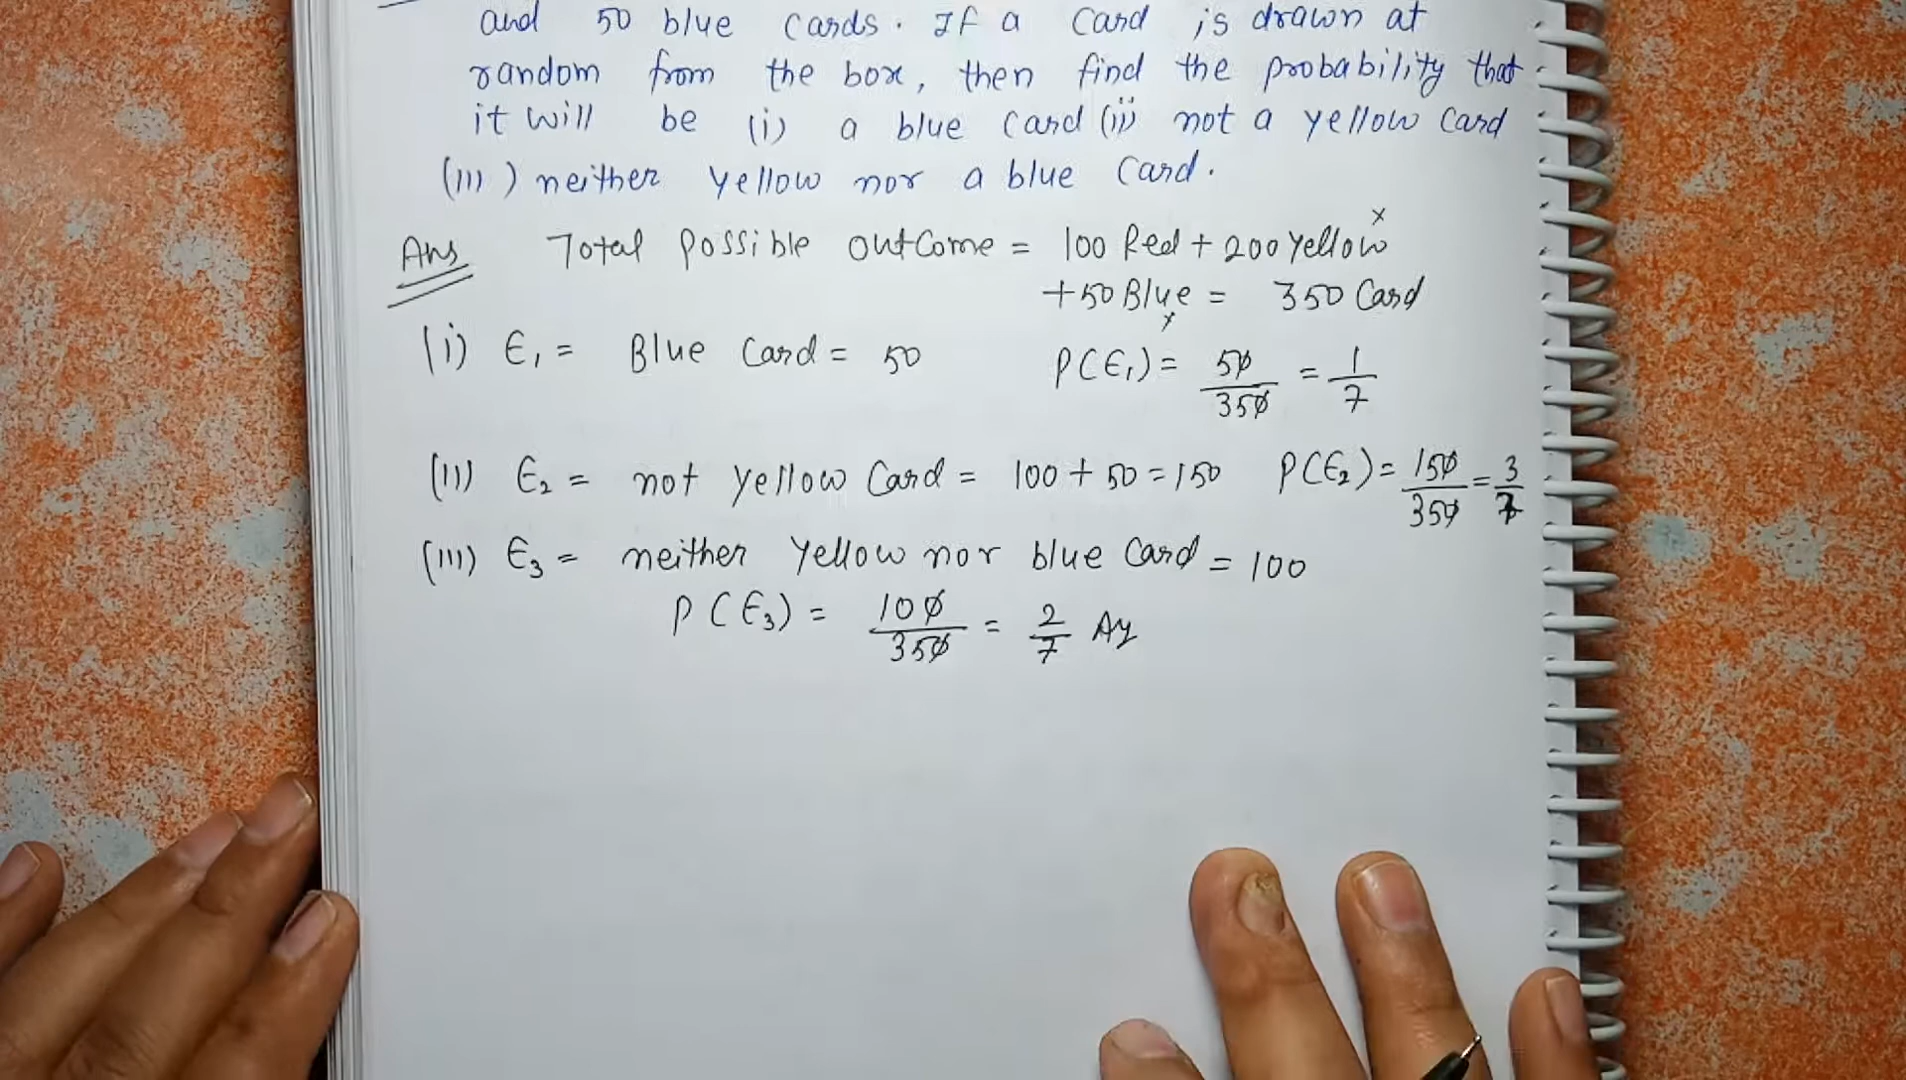 and 50 blue cards. If a card is drawn at
random from the box, then find the probability that
it will be (i) a blue card (ii) not a yellow card
(iii) neither yellow nor a blue card.
Ans Total possible outcome = 100 Red + 200 Yellow
+ 50 Blue = 350 Card
(i) E₁ = Blue Card = 50 P(E₁) = 50/350 = 1/7
(ii) E₂ = not yellow Card = 100 + 50 = 150 P(E₂) = 150/350 = 3/7
(iii) E₃ = neither yellow nor blue Card = 100
P(E₃) = 100/350 = 2/7